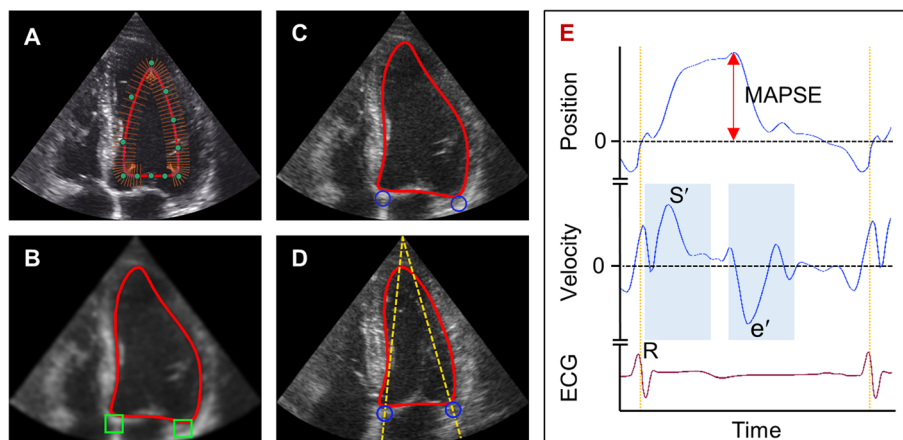 A
B
C
D
E
Position
0
MAPSE
Velocity
0
S′
e′
ECG
R
Time